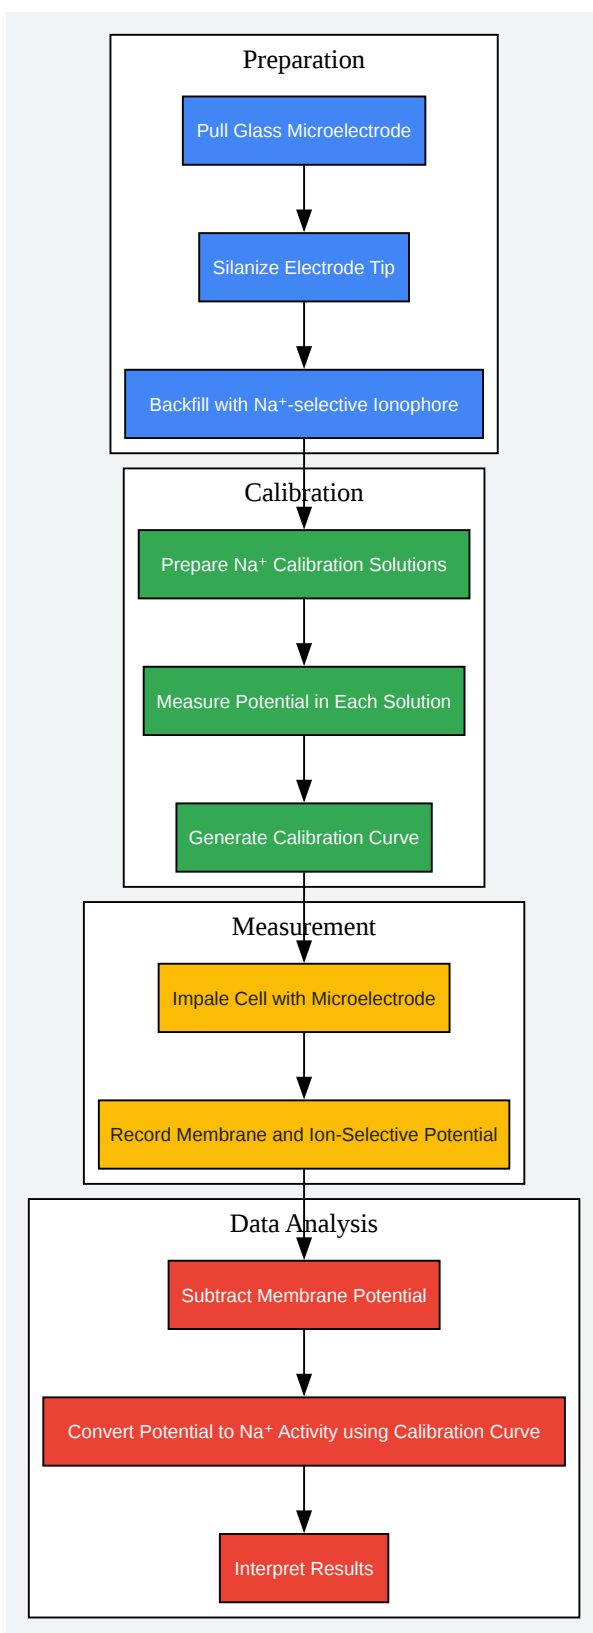 Preparation
Pull Glass Microelectrode
Silanize Electrode Tip
Backfill with Na⁺-selective Ionophore
Calibration
Prepare Na⁺ Calibration Solutions
Measure Potential in Each Solution
Generate Calibration Curve
Measurement
Impale Cell with Microelectrode
Record Membrane and Ion-Selective Potential
Data Analysis
Subtract Membrane Potential
Convert Potential to Na⁺ Activity using Calibration Curve
Interpret Results